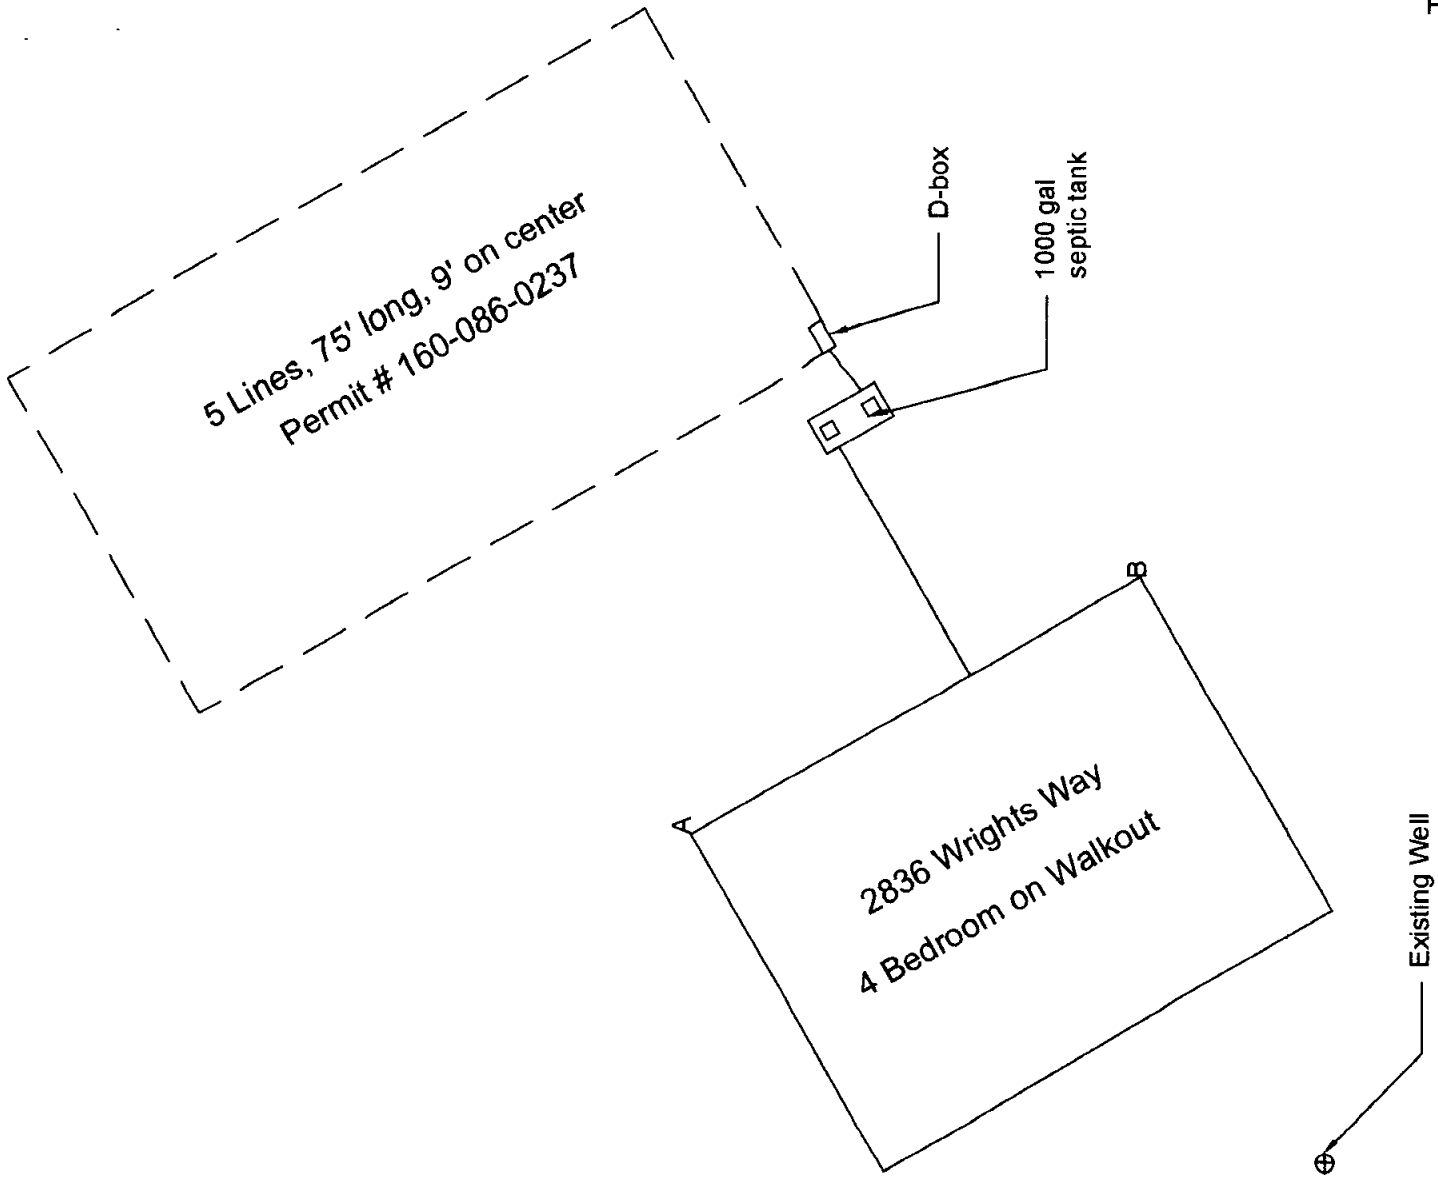 5 Lines, 75' long, 9' on center
Permit # 160-086-0237
D-box
1000 gal
septic tank
A
B
2836 Wrights Way
4 Bedroom on Walkout
Existing Well